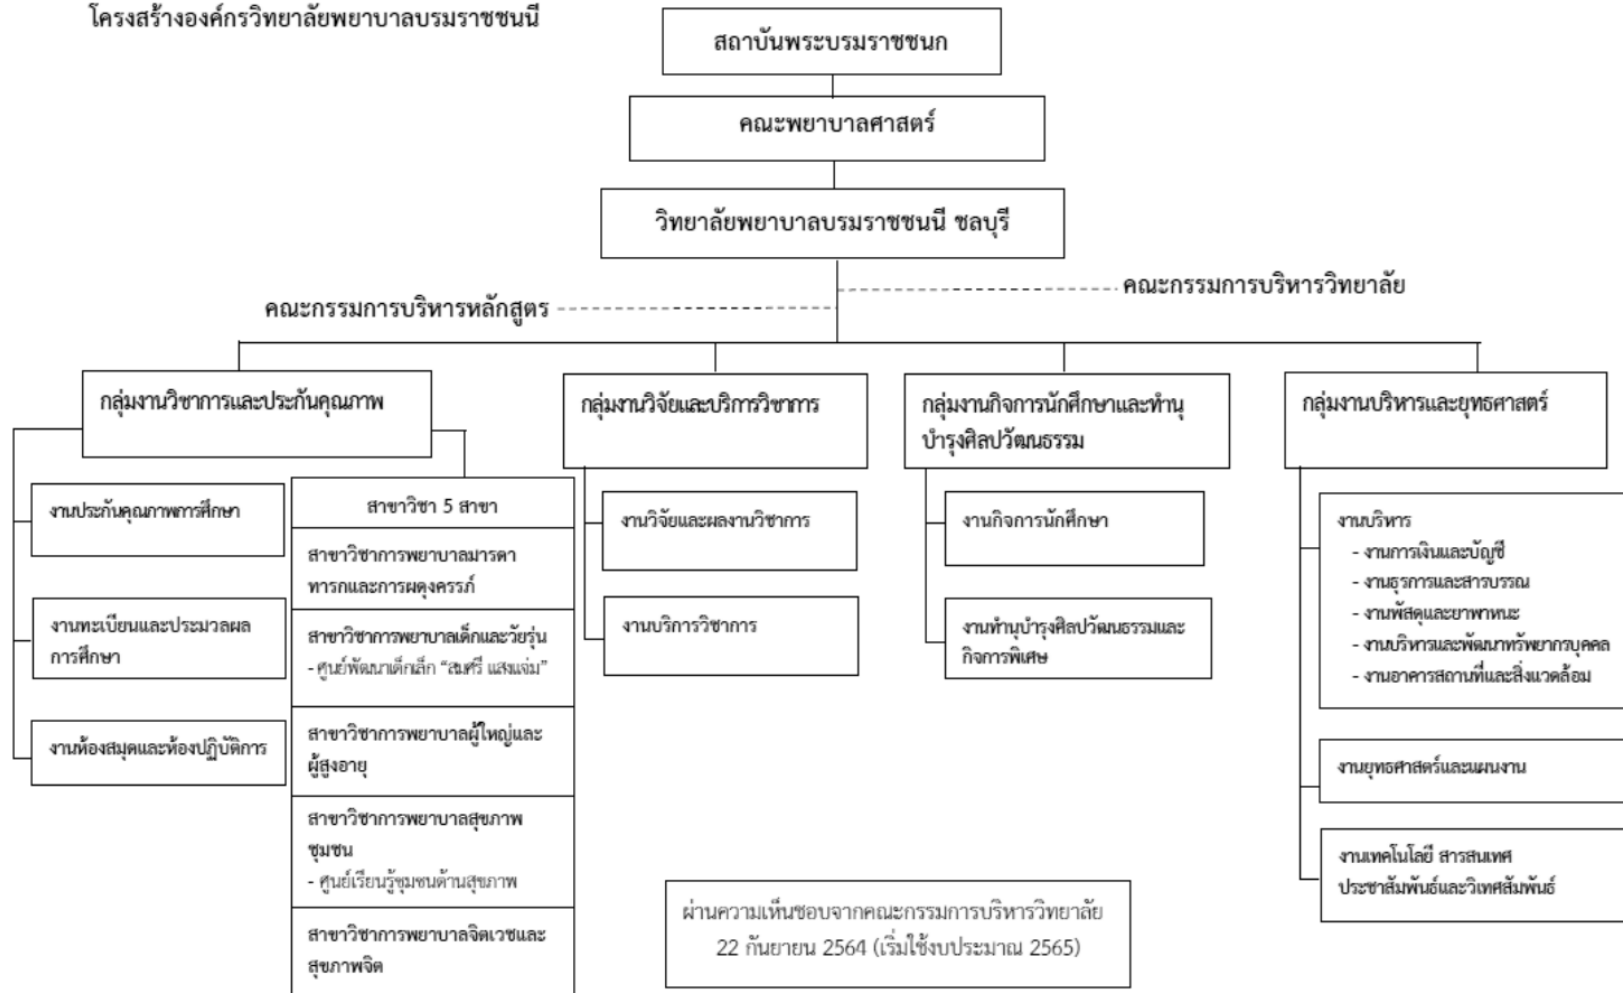 โครงสร้างองค์กรวิทยาลัยพยาบาลบรมราชชนนี
สถาบันพระบรมราชชนก
คณะพยาบาลศาสตร์
วิทยาลัยพยาบาลบรมราชชนนี ชลบุรี
คณะกรรมการบริหารวิทยาลัย
คณะกรรมการบริหารหลักสูตร
กลุ่มงานวิชาการและประกันคุณภาพ
งานประกันคุณภาพการศึกษา
งานทะเบียนและประมวลผล
การศึกษา
งานห้องสมุดและห้องปฏิบัติการ
สาขาวิชา 5 สาขา
สาขาวิชาการพยาบาลมารดา
ทารกและการผดุงครรภ์
สาขาวิชาการพยาบาลเด็กและวัยรุ่น
- ศูนย์พัฒนาเด็กเล็ก “สมศรี แสงแจ่ม”
สาขาวิชาการพยาบาลผู้ใหญ่และ
ผู้สูงอายุ
สาขาวิชาการพยาบาลสุขภาพ
ชุมชน
- ศูนย์เรียนรู้ชุมชนด้านสุขภาพ
สาขาวิชาการพยาบาลจิตเวชและ
สุขภาพจิต
กลุ่มงานวิจัยและบริการวิชาการ
งานวิจัยและผลงานวิชาการ
งานบริการวิชาการ
กลุ่มงานกิจการนักศึกษาและทำนุ
บำรุงศิลปวัฒนธรรม
งานกิจการนักศึกษา
งานทำนุบำรุงศิลปวัฒนธรรมและ
กิจการพิเศษ
กลุ่มงานบริหารและยุทธศาสตร์
งานบริหาร
- งานการเงินและบัญชี
- งานธุรการและสารบรรณ
- งานพัสดุและยาพาหนะ
- งานบริหารและพัฒนาทรัพยากรบุคคล
- งานอาคารสถานที่และสิ่งแวดล้อม
งานยุทธศาสตร์และแผนงาน
งานเทคโนโลยี สารสนเทศ
ประชาสัมพันธ์และวิเทศสัมพันธ์
ผ่านความเห็นชอบจากคณะกรรมการบริหารวิทยาลัย
22 กันยายน 2564 (เริ่มใช้งบประมาณ 2565)